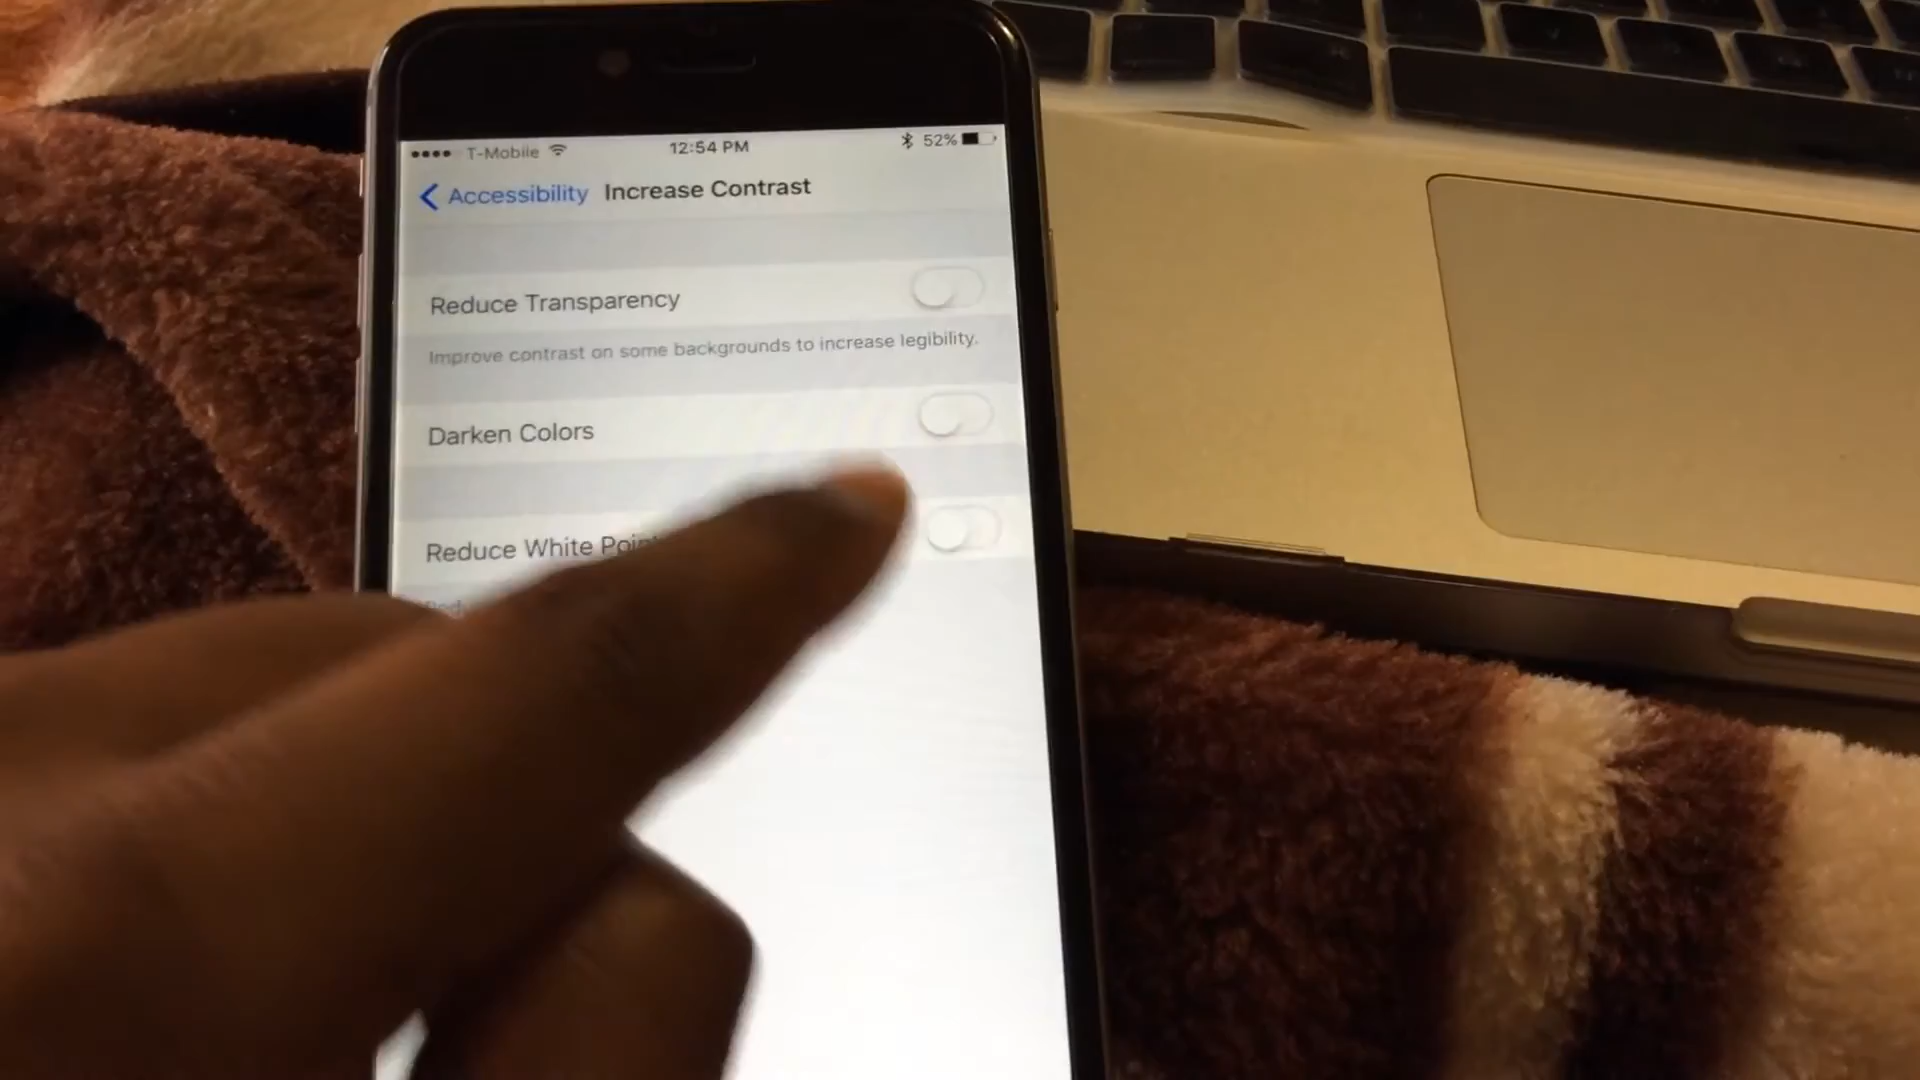 T-Mobile 12:54 PM 52%
Accessibility Increase Contrast
Reduce Transparency
Improve contrast on some backgrounds to increase legibility.
Darken Colors
Reduce White